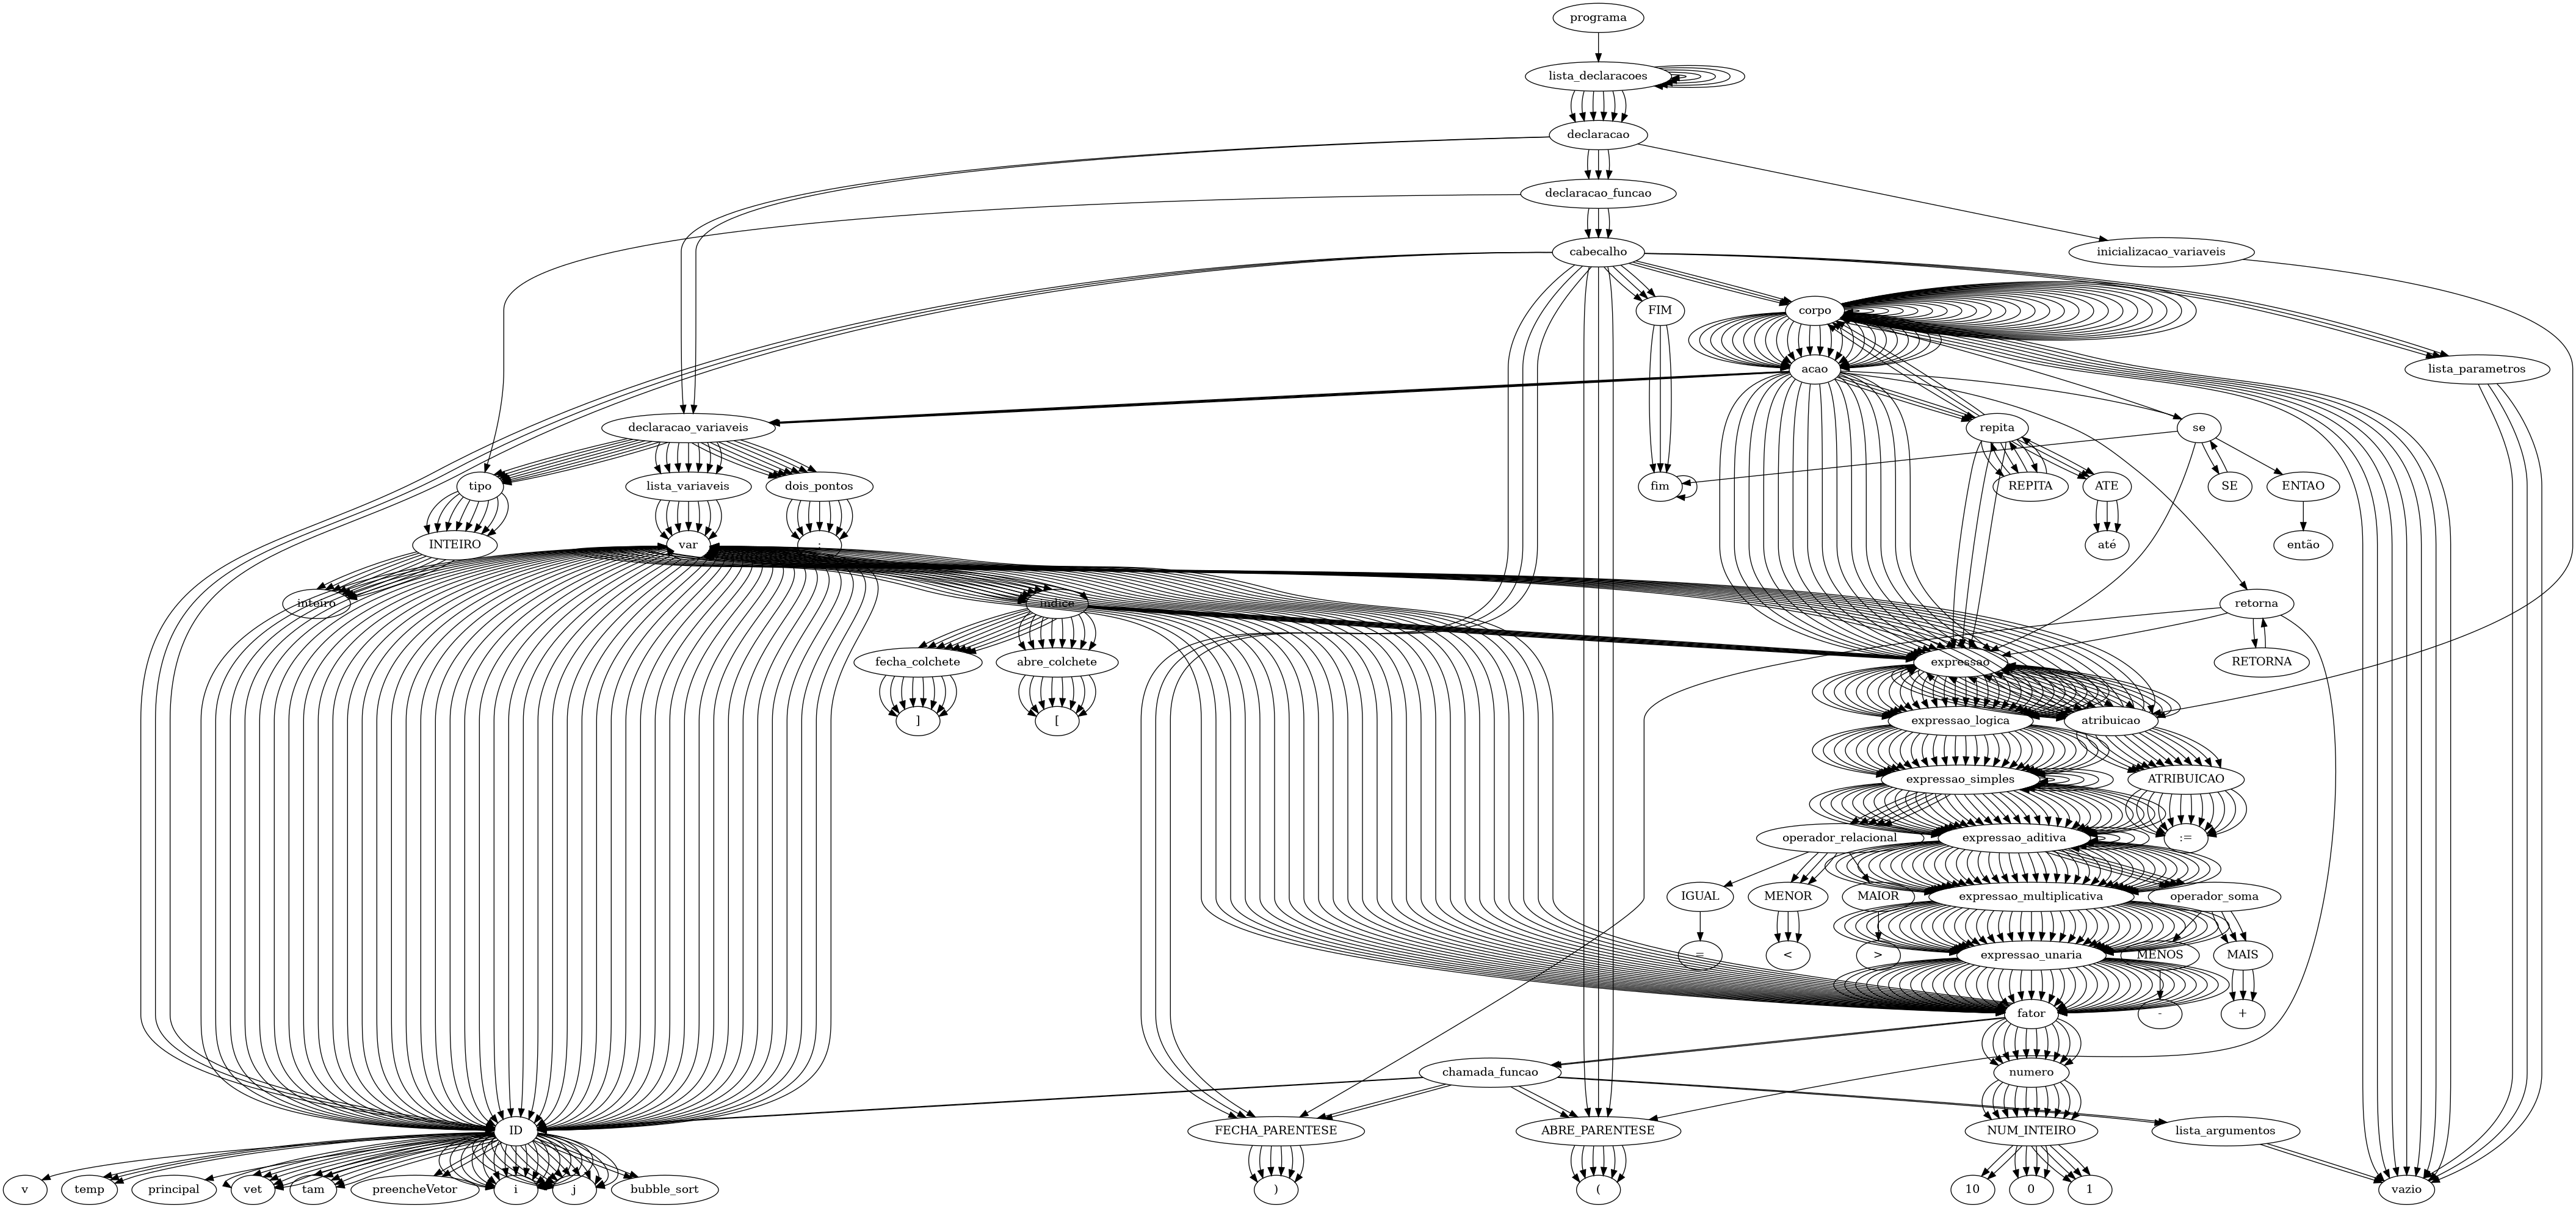 programa
lista_declaracoes
declaracao
declaracao_funcao
cabecalho
inicializacao_variaveis
FIM
corpo
acao
lista_parametros
declaracao_variaveis
repita
se
tipo
lista_variaveis
dois_pontos
fim
REPITA
ATE
SE
ENTAO
INTEIRO
var
:
até
então
inteiro
indice
retorna
fecha_colchete
abre_colchete
expressao
RETORNA
]
[
expressao_logica
atribuicao
expressao_simples
ATRIBUICAO
operador_relacional
expressao_aditiva
:=
IGUAL
MENOR
MAIOR
expressao_multiplicativa
operador_soma
=
<
>
expressao_unaria
MENOS
MAIS
fator
-
+
chamada_funcao
numero
ID
FECHA_PARENTESE
ABRE_PARENTESE
NUM_INTEIRO
lista_argumentos
v
temp
principal
vet
tam
preencheVetor
i
j
bubble_sort
)
(
10
0
1
vazio